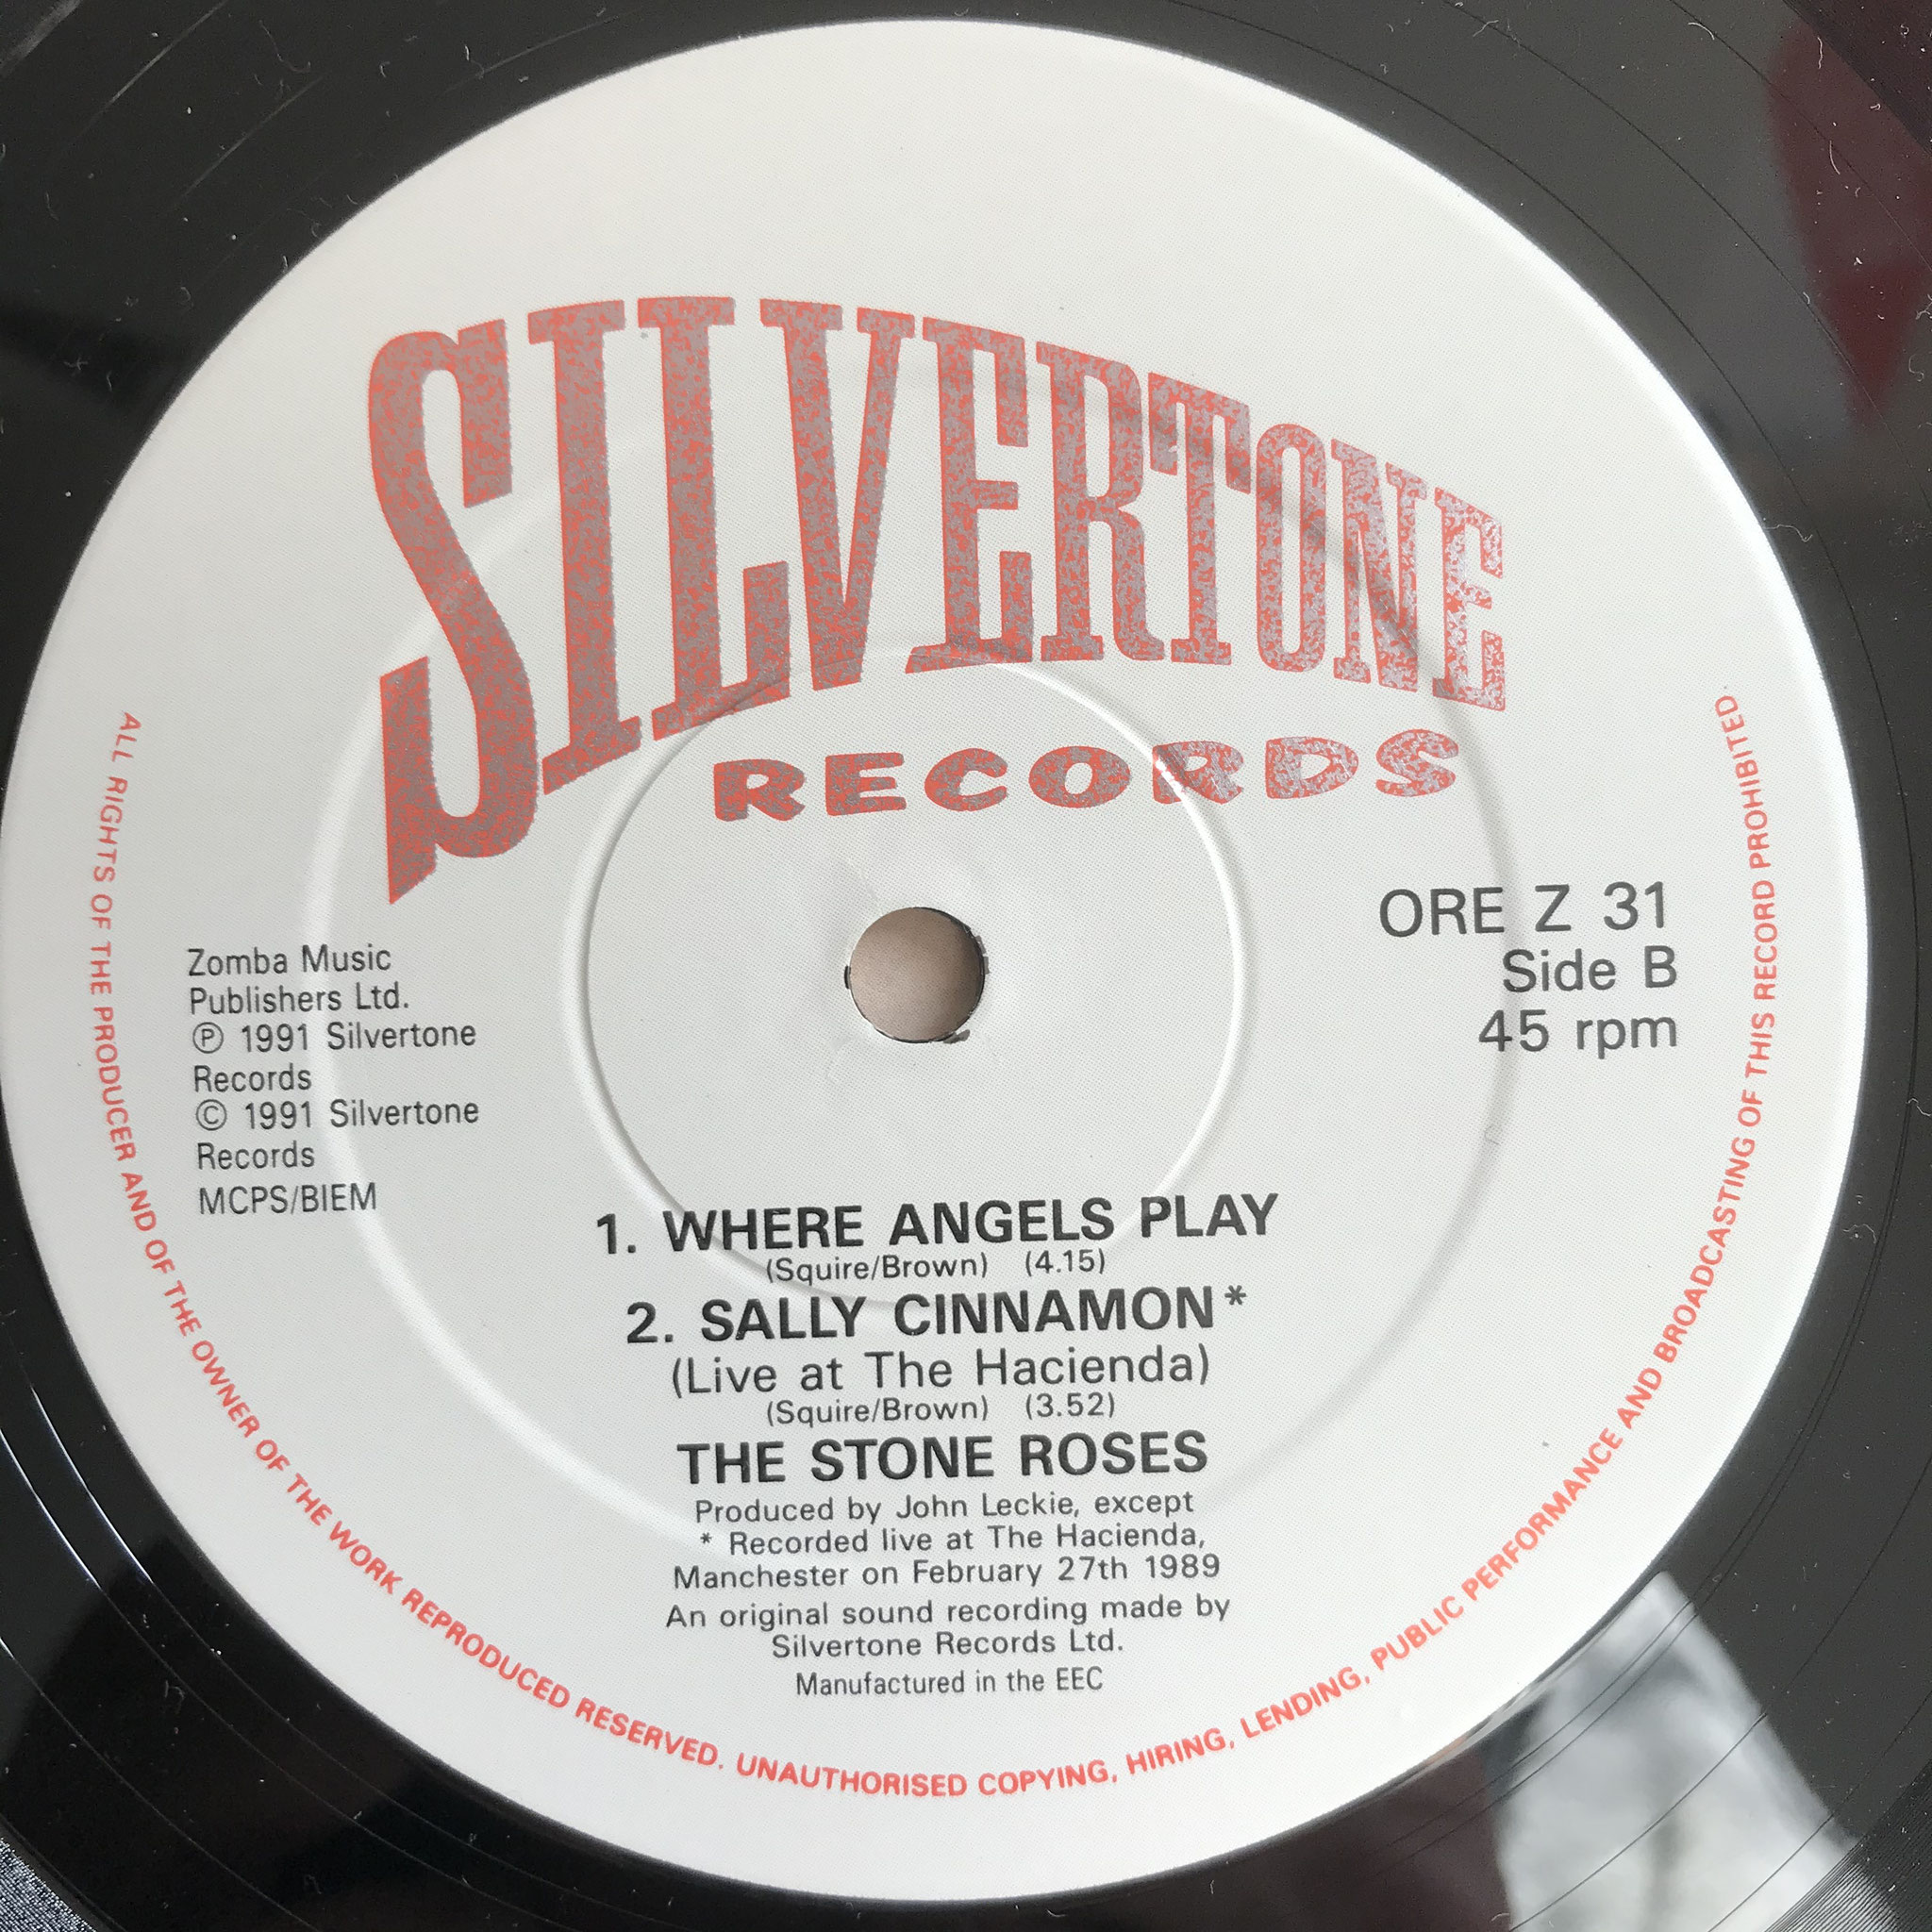 SILVERTONE
RECORDS
ORE Z 31
Side B
45 rpm
Zomba Music
Publishers Ltd.
℗ 1991 Silvertone
Records
© 1991 Silvertone
Records
MCPS/BIEM
1. WHERE ANGELS PLAY
(Squire/Brown) (4.15)
2. SALLY CINNAMON*
(Live at The Hacienda)
(Squire/Brown) (3.52)
THE STONE ROSES
Produced by John Leckie, except
* Recorded live at The Hacienda,
Manchester on February 27th 1989
An original sound recording made by
Silvertone Records Ltd.
Manufactured in the EEC
ALL RIGHTS OF THE PRODUCER AND OF THE OWNER OF THE WORK REPRODUCED RESERVED. UNAUTHORISED COPYING, HIRING, LENDING, PUBLIC PERFORMANCE AND BROADCASTING OF THIS RECORD PROHIBITED.